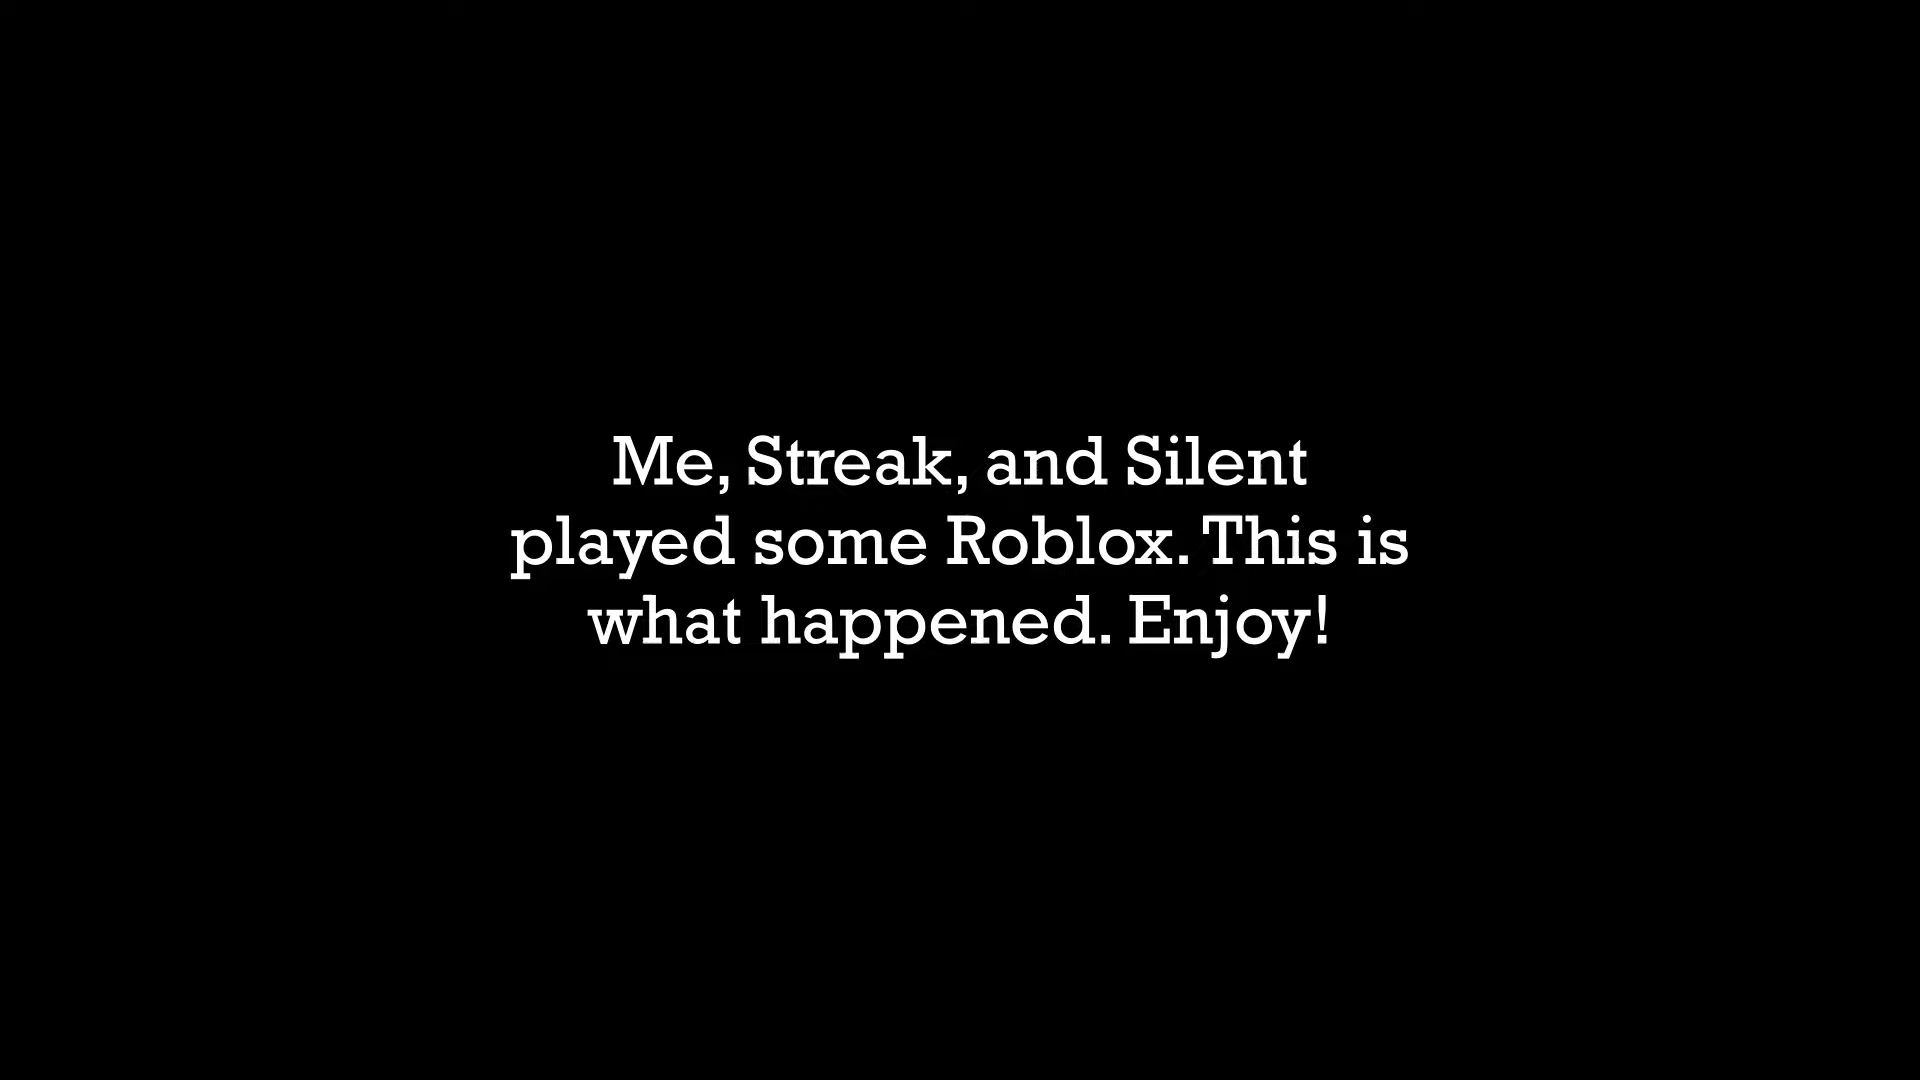 Me, Streak, and Silent
played some Roblox. This is
what happened. Enjoy!